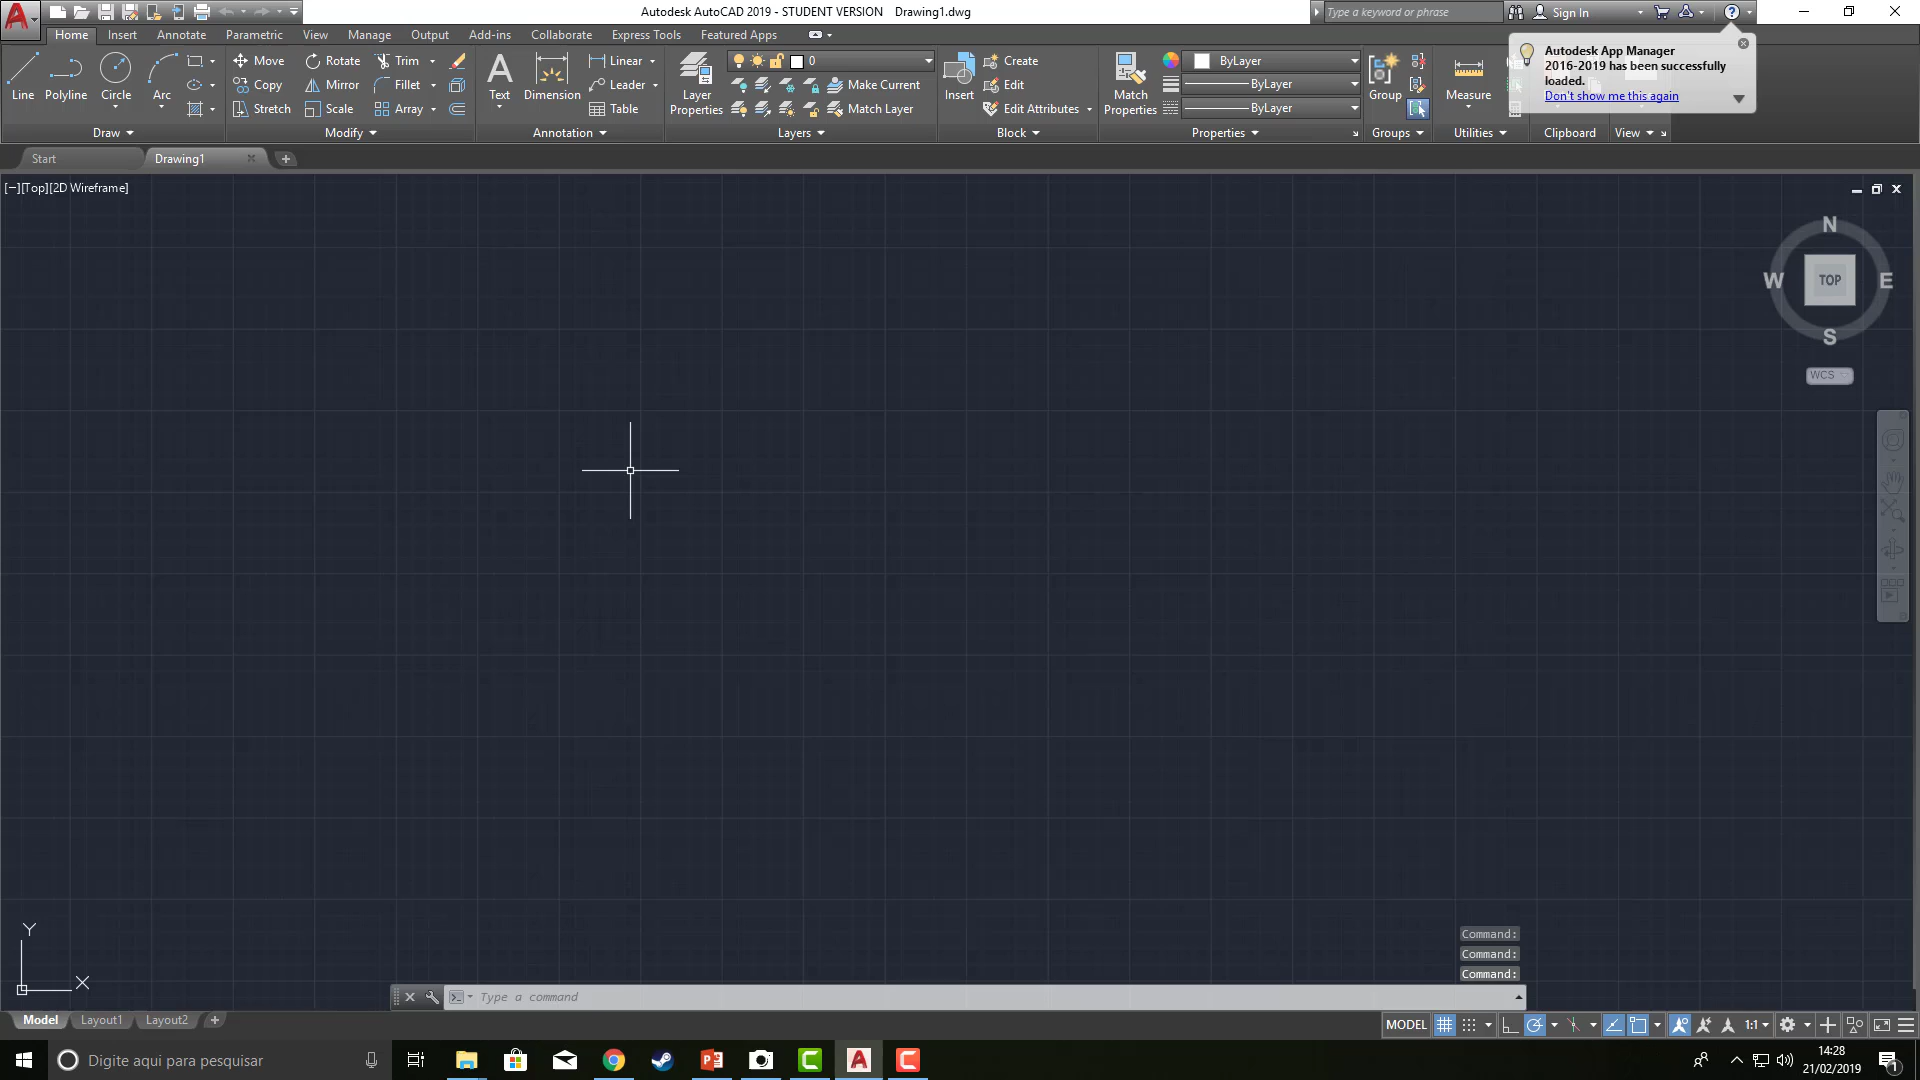 Autodesk AutoCAD 2019 - STUDENT VERSION Drawing1.dwg
Type a keyword or phrase
Sign In
Home Insert Annotate Parametric View Manage Output Add-ins Collaborate Express Tools Featured Apps
Autodesk App Manager
2016-2019 has been successfully
loaded.
Don't show me this again
Line Polyline Circle Arc
Move Rotate Trim
Copy Mirror Fillet
Stretch Scale Array
Text Dimension
Linear
Leader
Table
Layer
Properties
0
Make Current
Match Layer
Insert
Create
Edit
Edit Attributes
Match
Properties
ByLayer
ByLayer
ByLayer
Group
Measure
Draw Modify Annotation Layers Block Properties Groups Utilities Clipboard View
Start Drawing1
[−][Top][2D Wireframe]
N
W TOP E
S
WCS
Y
X
Command:
Command:
Command:
Type a command
Model Layout1 Layout2
MODEL
1:1
Digite aqui para pesquisar
14:28
21/02/2019
1